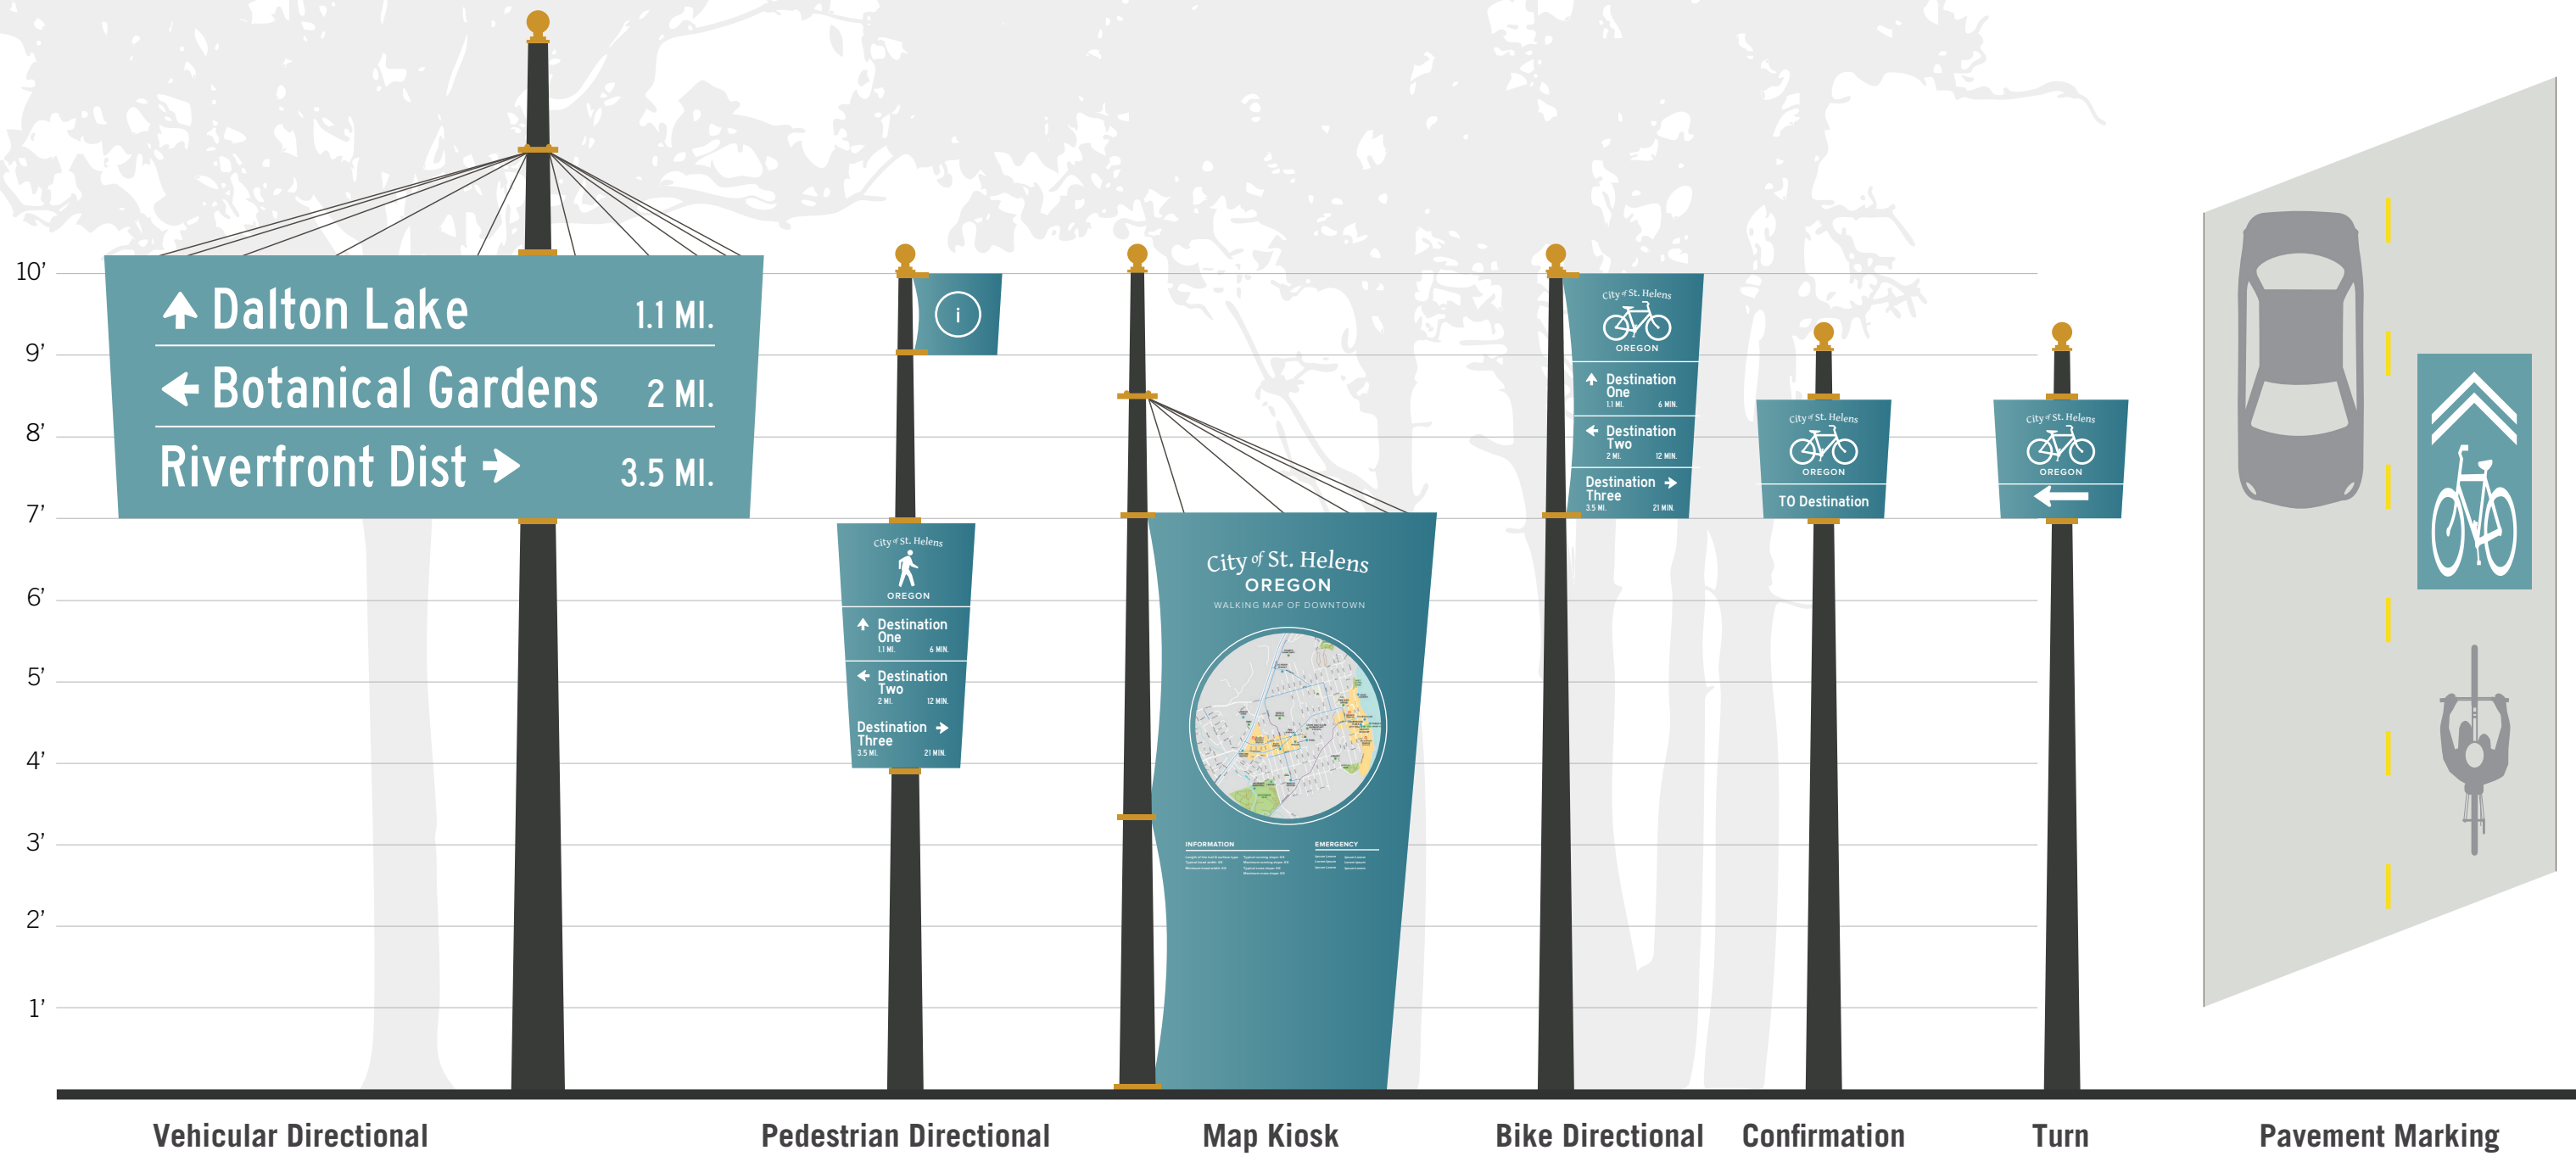 10’
9’
8’
7’
6’
5’
4’
3’
2’
1’
Dalton Lake 1.1 MI.
Botanical Gardens 2 MI.
Riverfront Dist 3.5 MI.
i
City of St. Helens
OREGON
Destination
One
1.1 MI. 6 MIN.
Destination
Two
2 MI. 12 MIN.
Destination
Three
3.5 MI. 21 MIN.
City of St. Helens
OREGON
WALKING MAP OF DOWNTOWN
INFORMATION
EMERGENCY
City of St. Helens
OREGON
Destination
One
1.1 MI. 6 MIN.
Destination
Two
2 MI. 12 MIN.
Destination
Three
3.5 MI. 21 MIN.
City of St. Helens
OREGON
TO Destination
City of St. Helens
OREGON
Vehicular Directional
Pedestrian Directional
Map Kiosk
Bike Directional
Confirmation
Turn
Pavement Marking